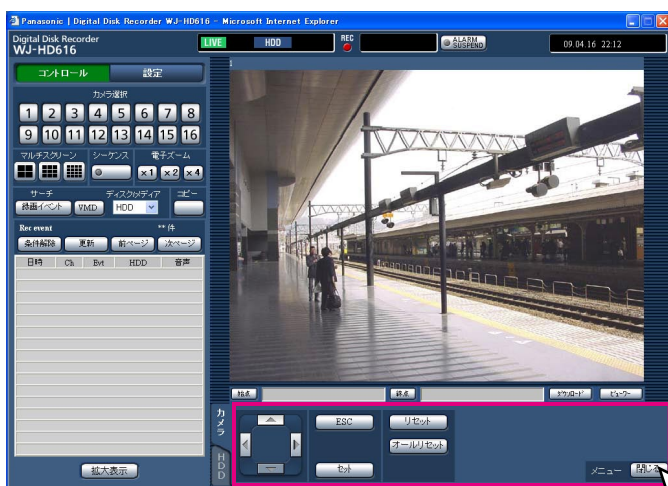 Panasonic | Digital Disk Recorder WJ-HD616 - Microsoft Internet Explorer
Digital Disk Recorder
WJ-HD616
LIVE HDD REC ALARM SUSPEND 09.04.16 22:12
コントロール 設定
カメラ選択
1 2 3 4 5 6 7 8
9 10 11 12 13 14 15 16
マルチスクリーン シーケンス 電子ズーム
×1 ×2 ×4
サーチ ディスク/メディア コピー
録画イベント VMD HDD
Rec event ** 件
条件解除 更新 前ページ 次ページ
日時 Ch Evt HDD 音声
拡大表示
1
始点 終点 ダウンロード ビューワー
カメラ
HDD
ESC リセット
オールリセット
セット
メニュー 閉じる